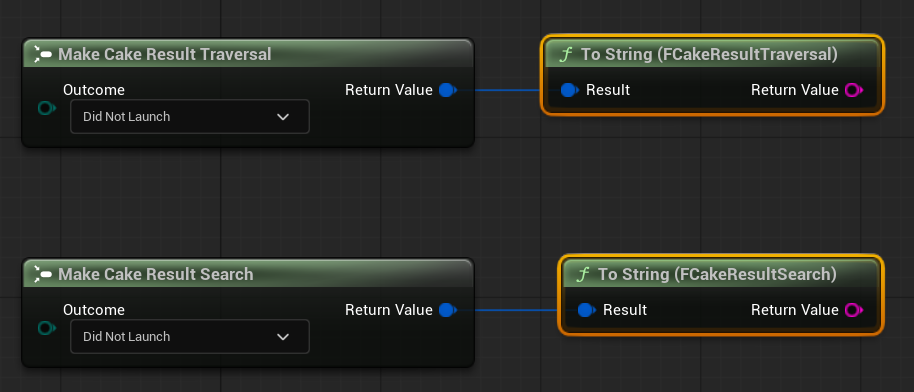 Make Cake Result Traversal
Outcome
Did Not Launch
Return Value
f To String (FCakeResultTraversal)
Result
Return Value
Make Cake Result Search
Outcome
Did Not Launch
Return Value
f To String (FCakeResultSearch)
Result
Return Value